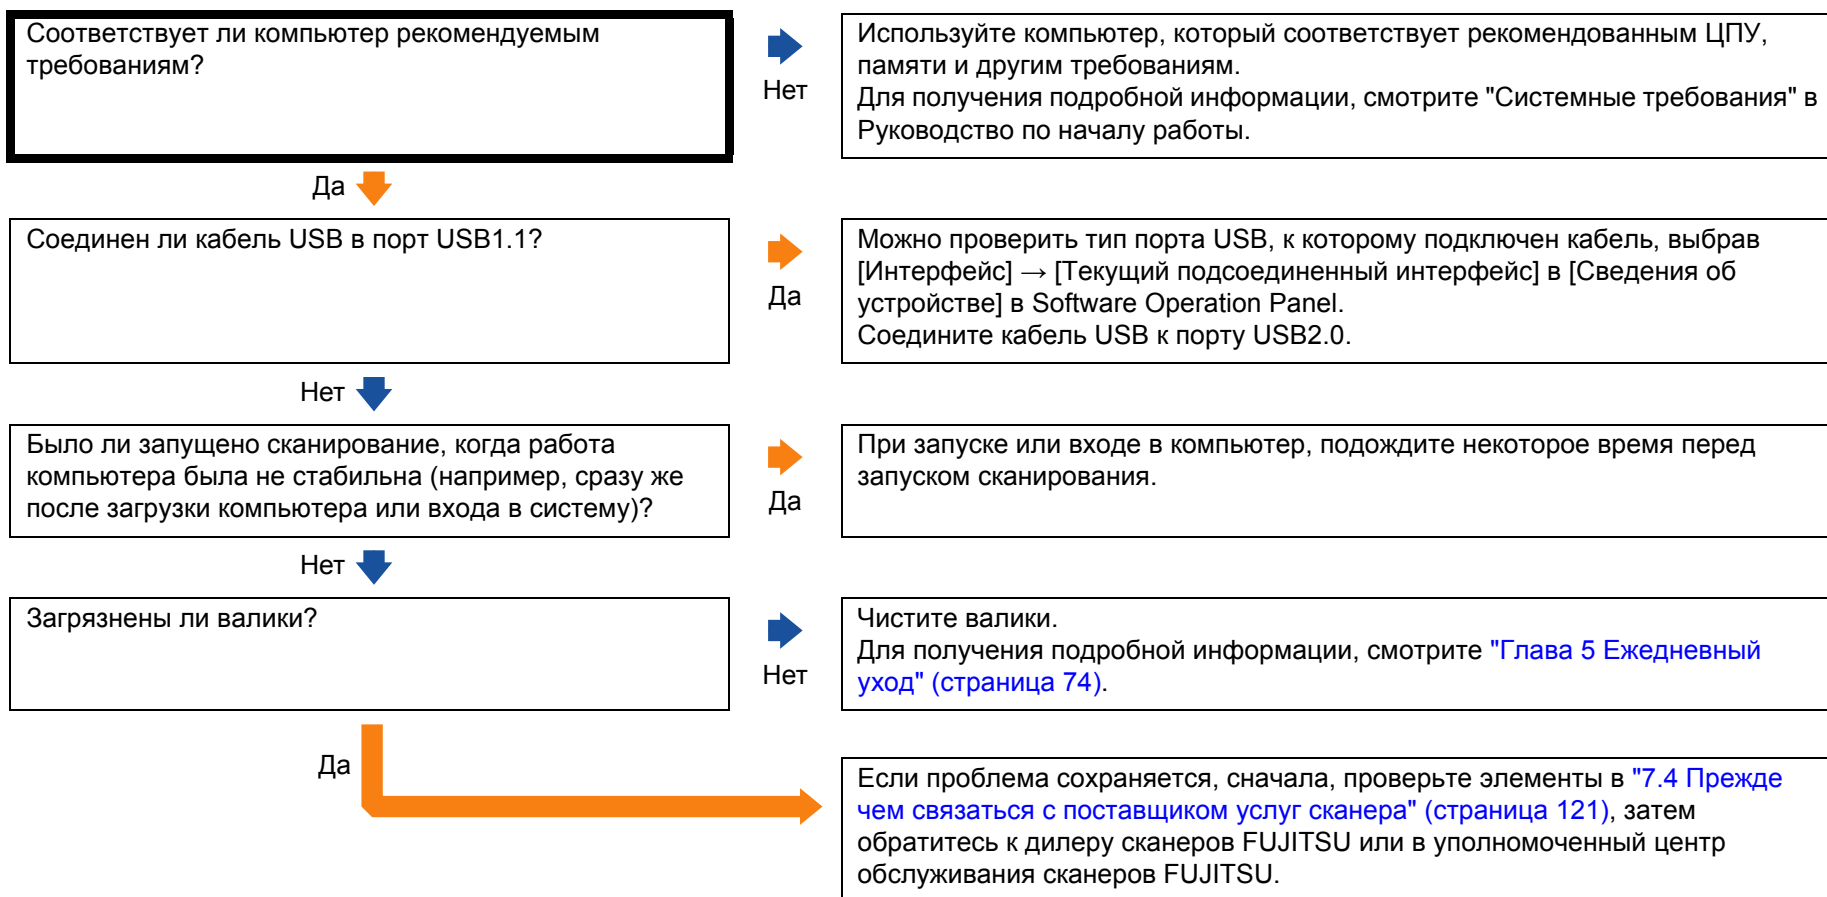 Соответствует ли компьютер рекомендуемым
требованиям?
Нет
Используйте компьютер, который соответствует рекомендованным ЦПУ,
памяти и другим требованиям.
Для получения подробной информации, смотрите "Системные требования" в
Руководство по началу работы.
Да
Соединен ли кабель USB в порт USB1.1?
Да
Можно проверить тип порта USB, к которому подключен кабель, выбрав
[Интерфейс] → [Текущий подсоединенный интерфейс] в [Сведения об
устройстве] в Software Operation Panel.
Соедините кабель USB к порту USB2.0.
Нет
Было ли запущено сканирование, когда работа
компьютера была не стабильна (например, сразу же
после загрузки компьютера или входа в систему)?
Да
При запуске или входе в компьютер, подождите некоторое время перед
запуском сканирования.
Нет
Загрязнены ли валики?
Нет
Чистите валики.
Для получения подробной информации, смотрите "Глава 5 Ежедневный
уход" (страница 74).
Да
Если проблема сохраняется, сначала, проверьте элементы в "7.4 Прежде
чем связаться с поставщиком услуг сканера" (страница 121), затем
обратитесь к дилеру сканеров FUJITSU или в уполномоченный центр
обслуживания сканеров FUJITSU.